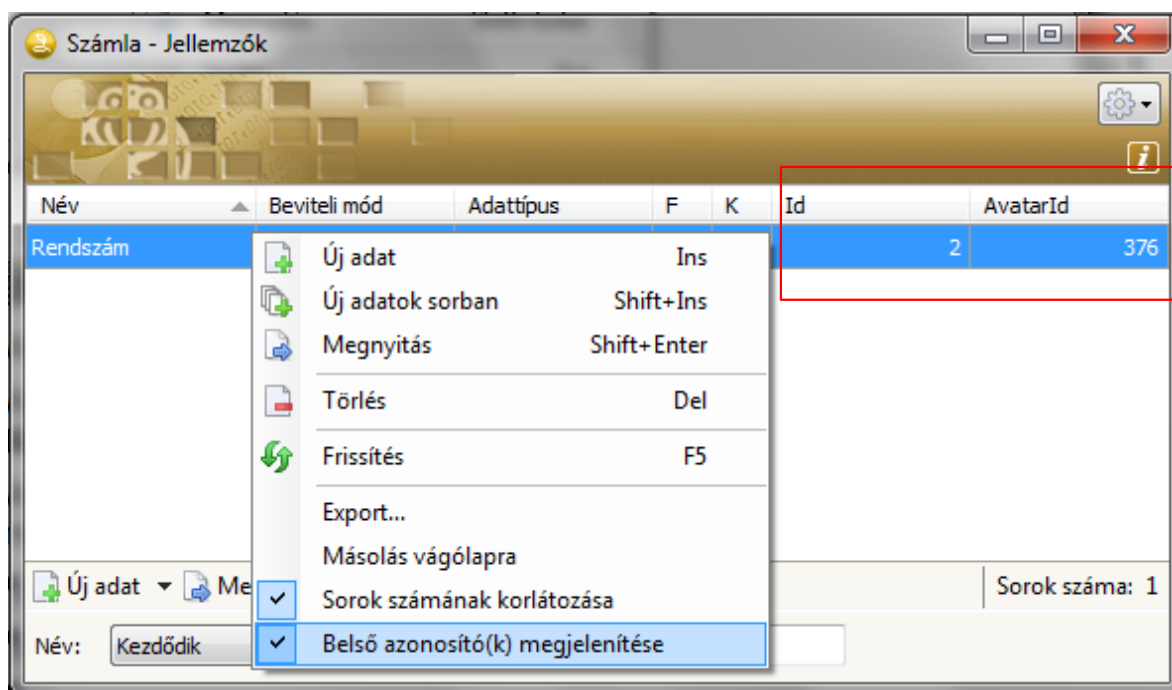 Számla - Jellemzők
Név Beviteli mód Adattípus F K Id AvatarId
Rendszám 2 376
Új adat Ins
Új adatok sorban Shift+Ins
Megnyitás Shift+Enter
Törlés Del
Frissítés F5
Export...
Másolás vágólapra
Sorok számának korlátozása
Belső azonosító(k) megjelenítése
Új adat Me
Sorok száma: 1
Név: Kezdődik